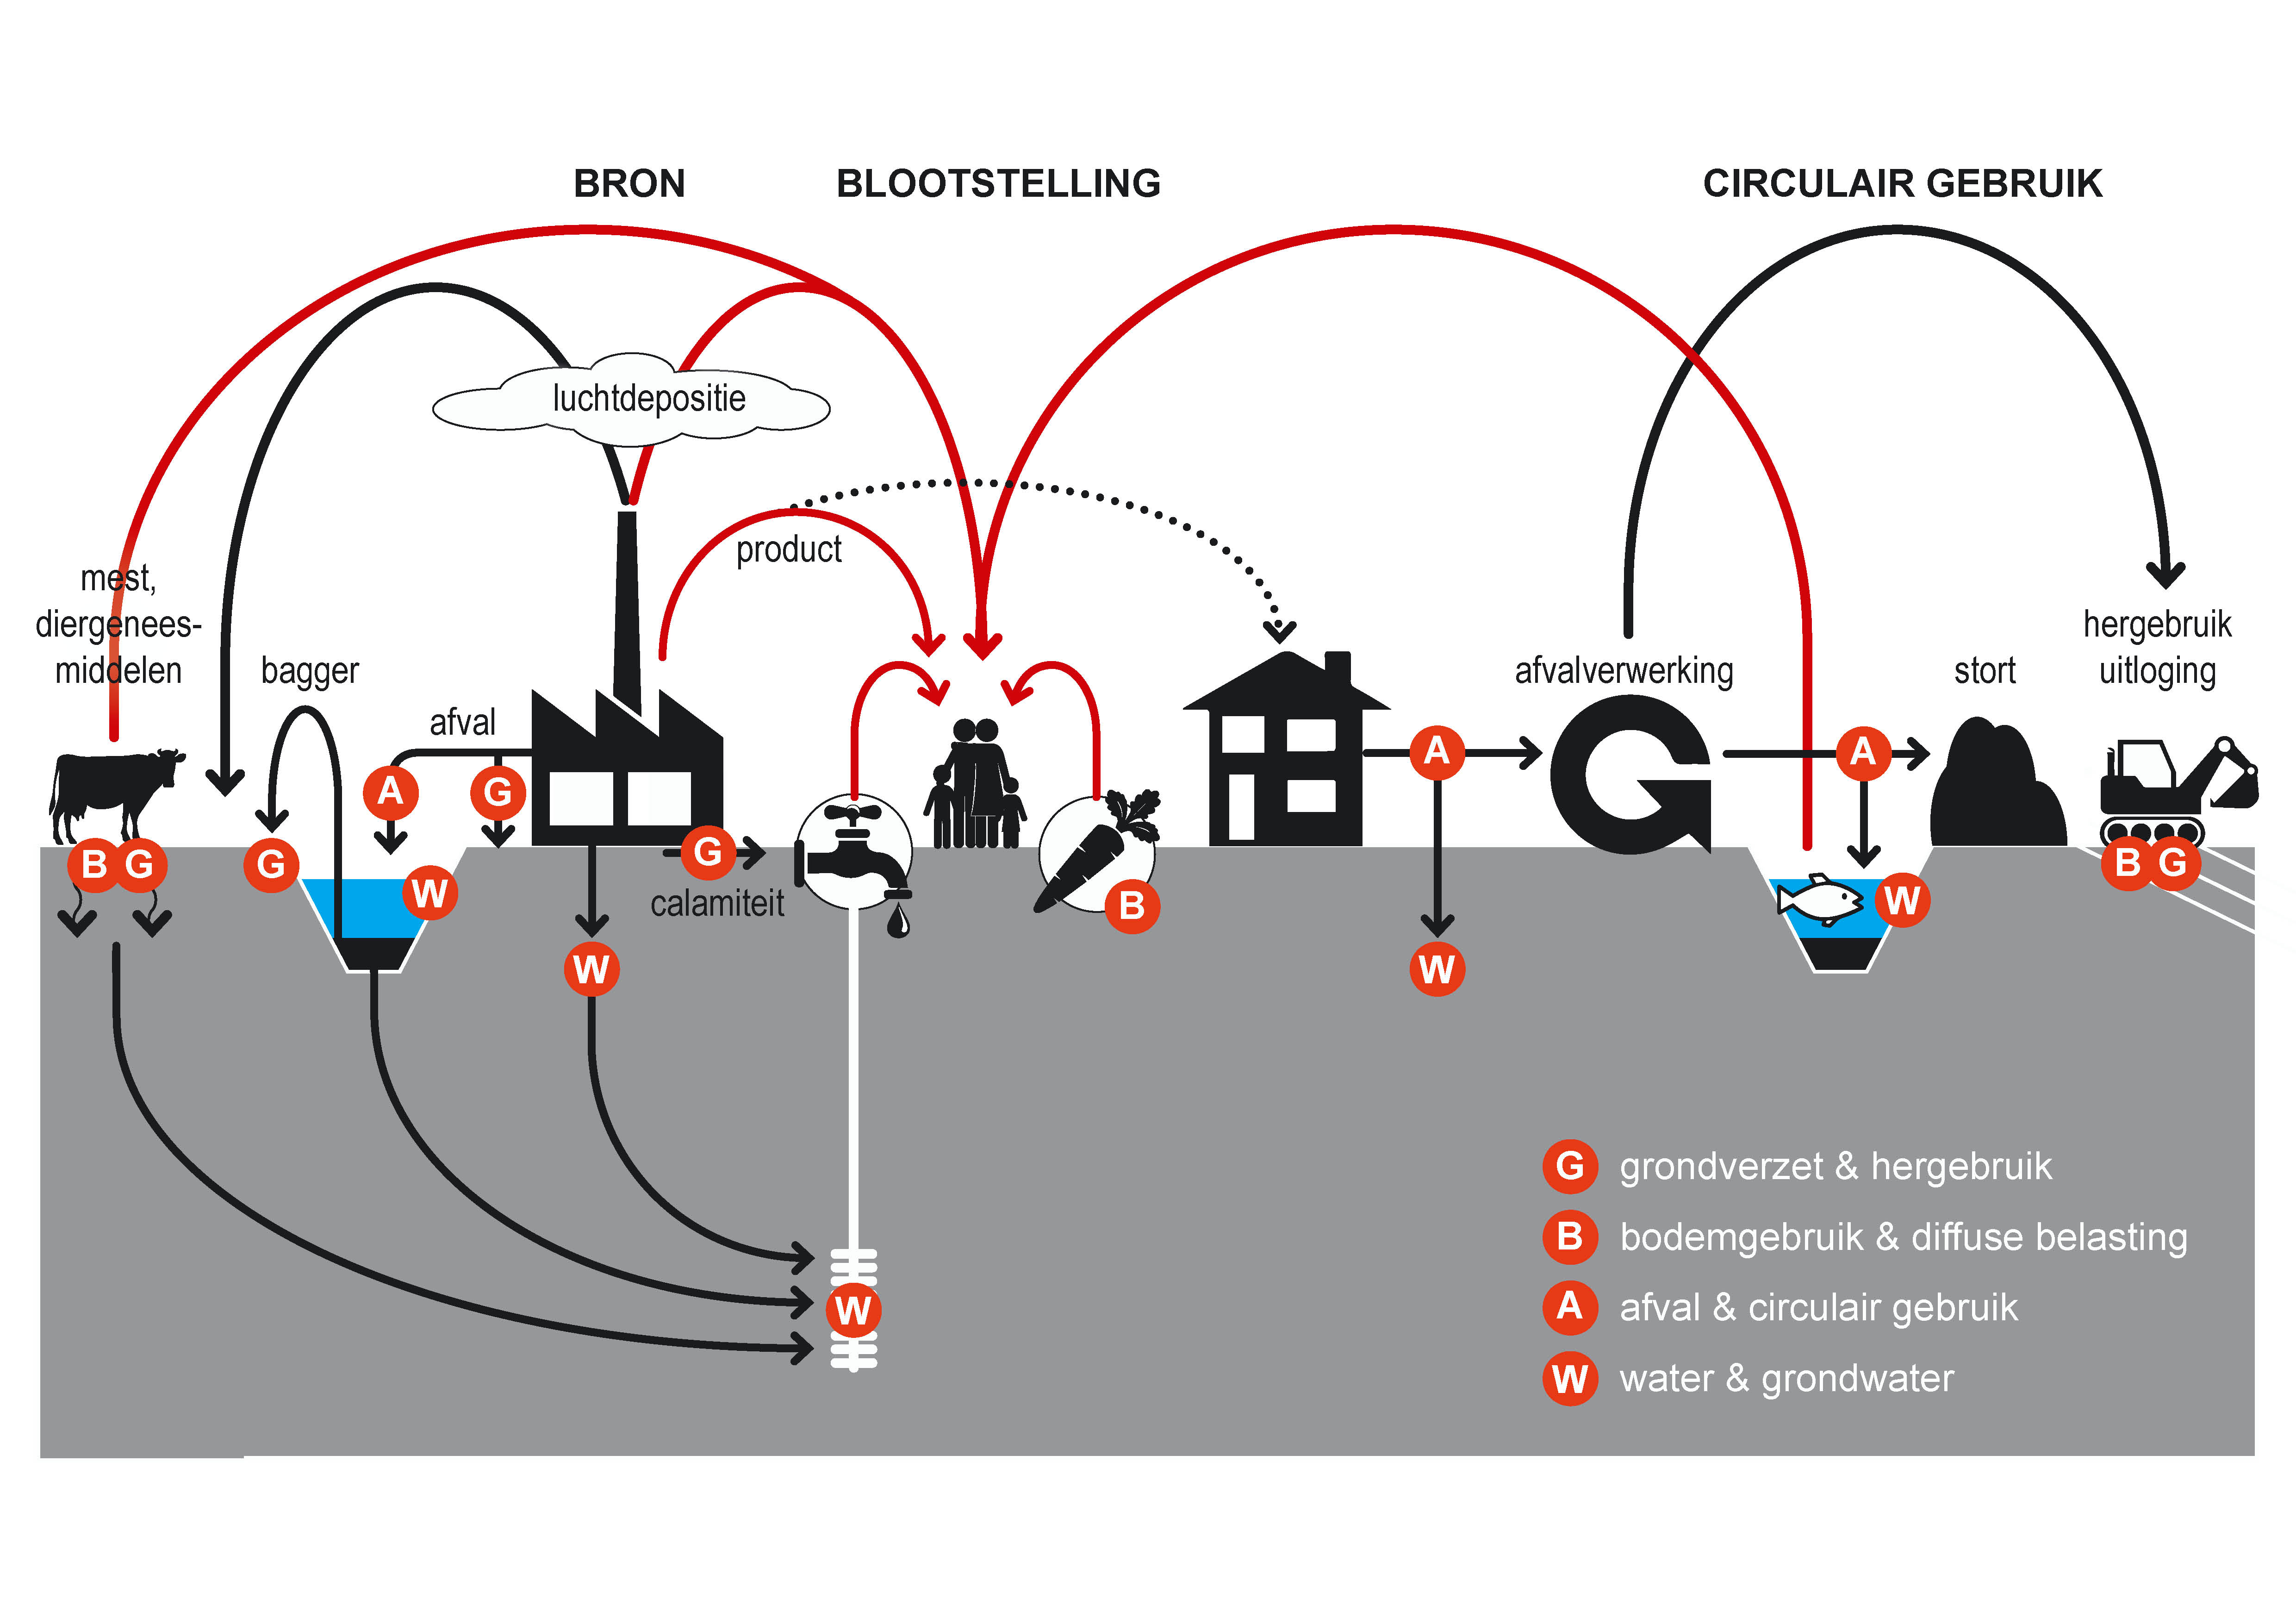 BRON
BLOOTSTELLING
CIRCULAIR GEBRUIK
luchtdepositie
product
mest,
diergenees-
middelen
bagger
afval
afvalverwerking
stort
hergebruik
uitloging
A
G
A
A
B
G
G
W
G
calamiteit
B
W
B
G
W
W
W
G grondverzet & hergebruik
B bodemgebruik & diffuse belasting
A afval & circulair gebruik
W water & grondwater